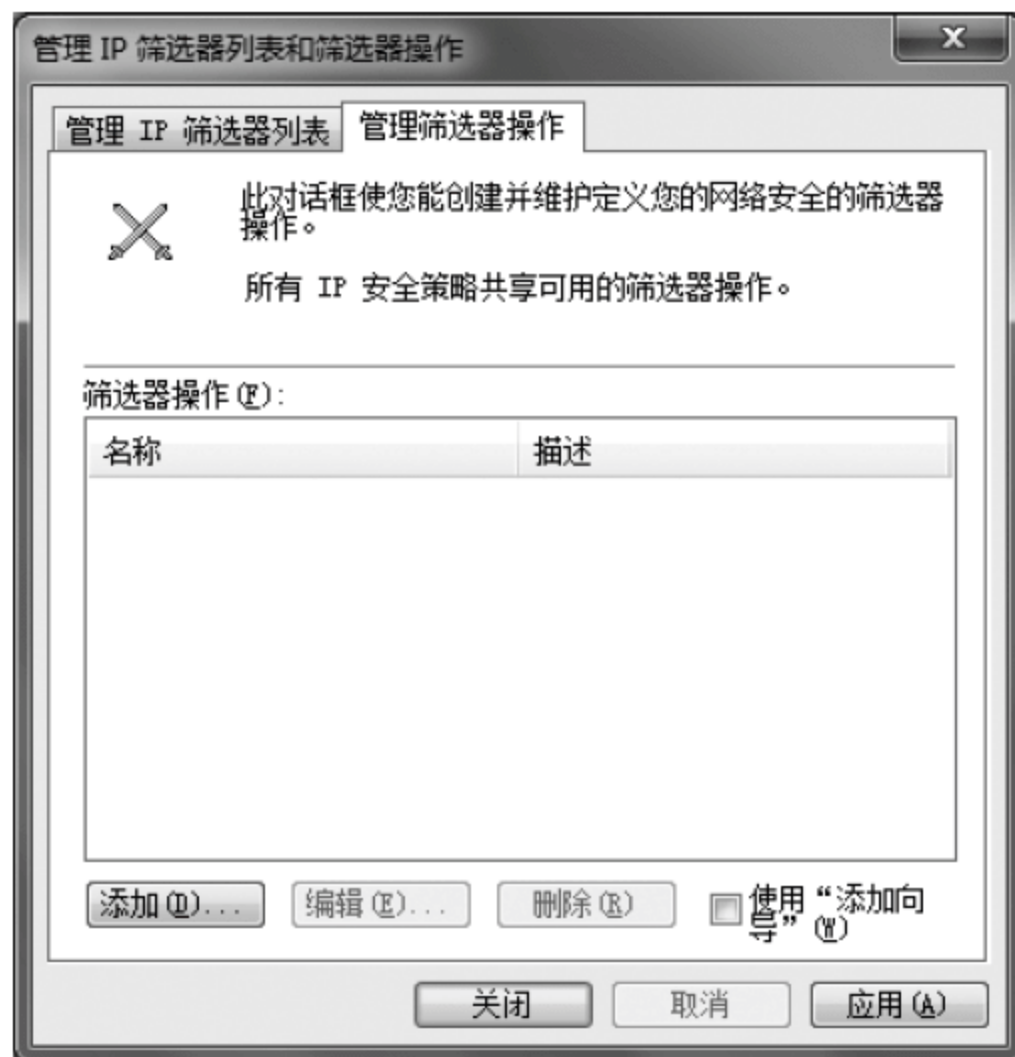 管理 IP 筛选器列表和筛选器操作
管理 IP 筛选器列表 管理筛选器操作
此对话框使您能创建并维护定义您的网络安全的筛选器
操作。
所有 IP 安全策略共享可用的筛选器操作。
筛选器操作(F):
名称 描述
添加(D)... 编辑(E)... 删除(R) 使用“添加向
导”(W)
关闭 取消 应用(A)